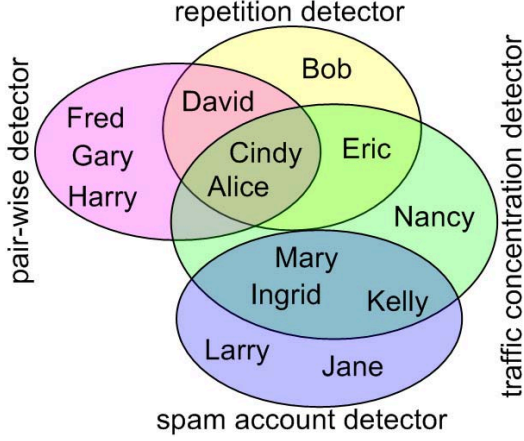 repetition detector
Bob
David
Fred
Gary
Harry
Cindy
Alice
Eric
Nancy
Mary
Ingrid
Kelly
Larry
Jane
pair-wise detector
traffic concentration detector
spam account detector